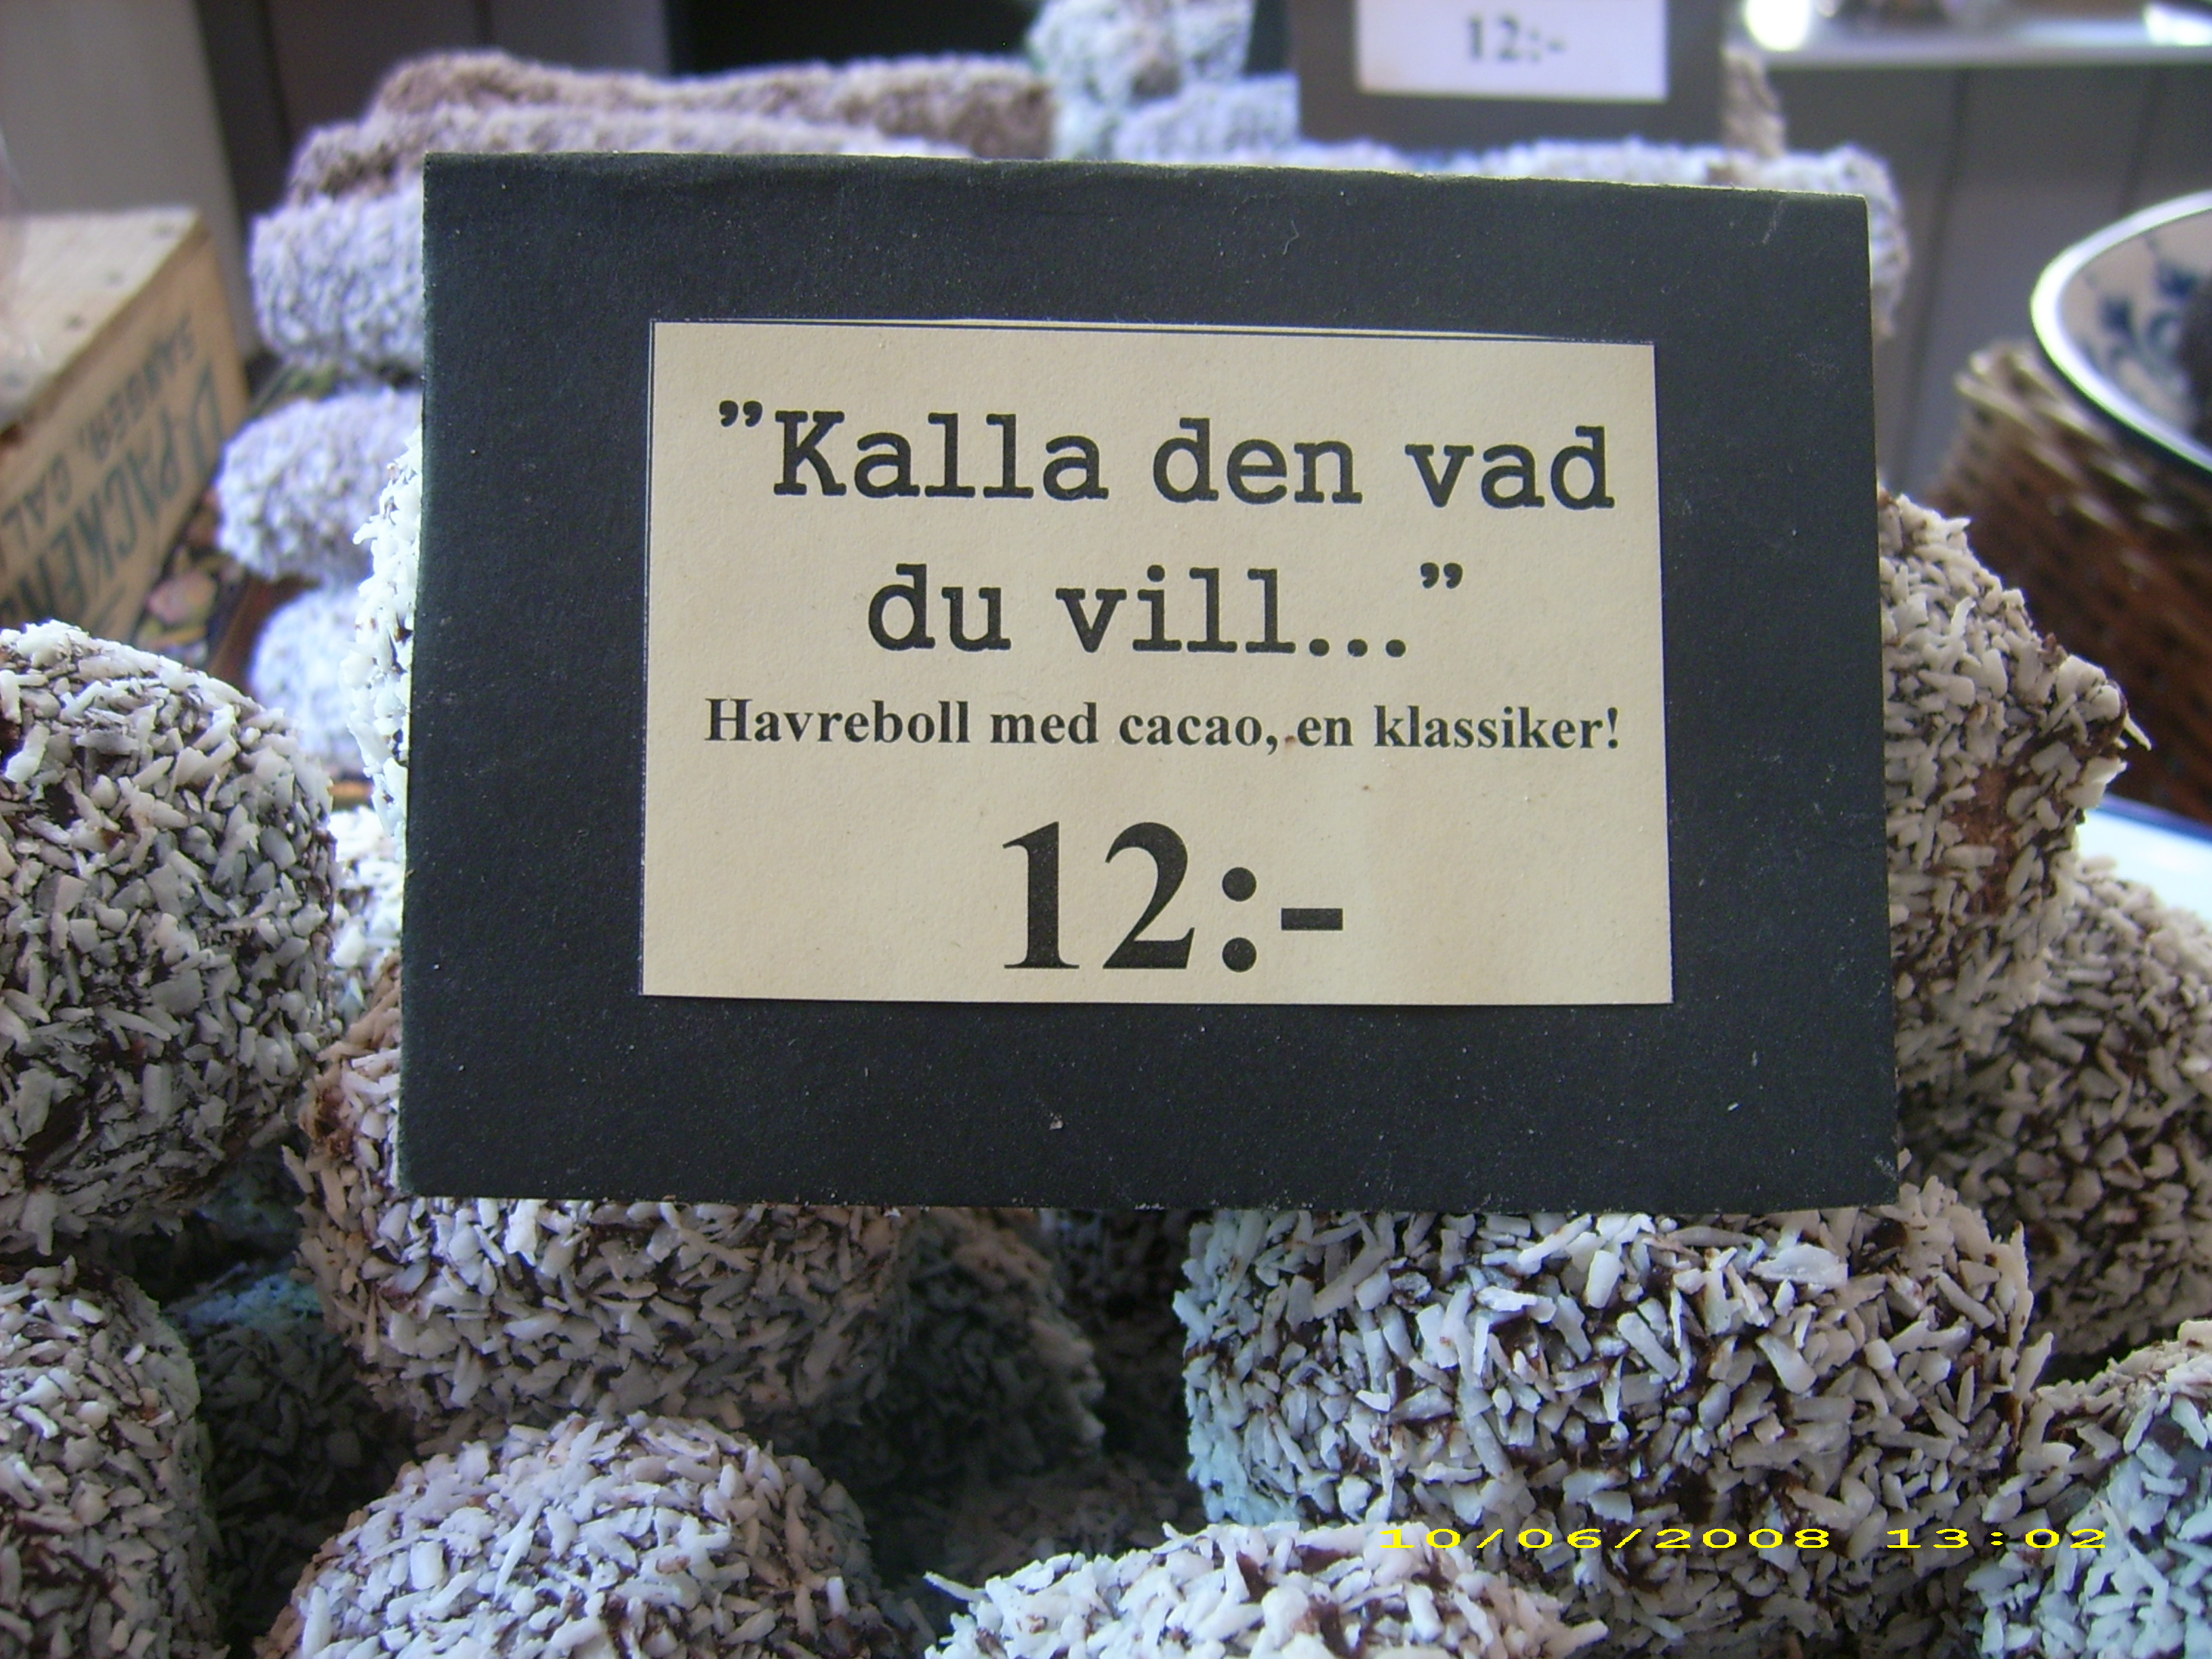 12:-
"Kalla den vad
du vill..."
Havreboll med cacao, en klassiker!
12:-
10/06/2008 13:02